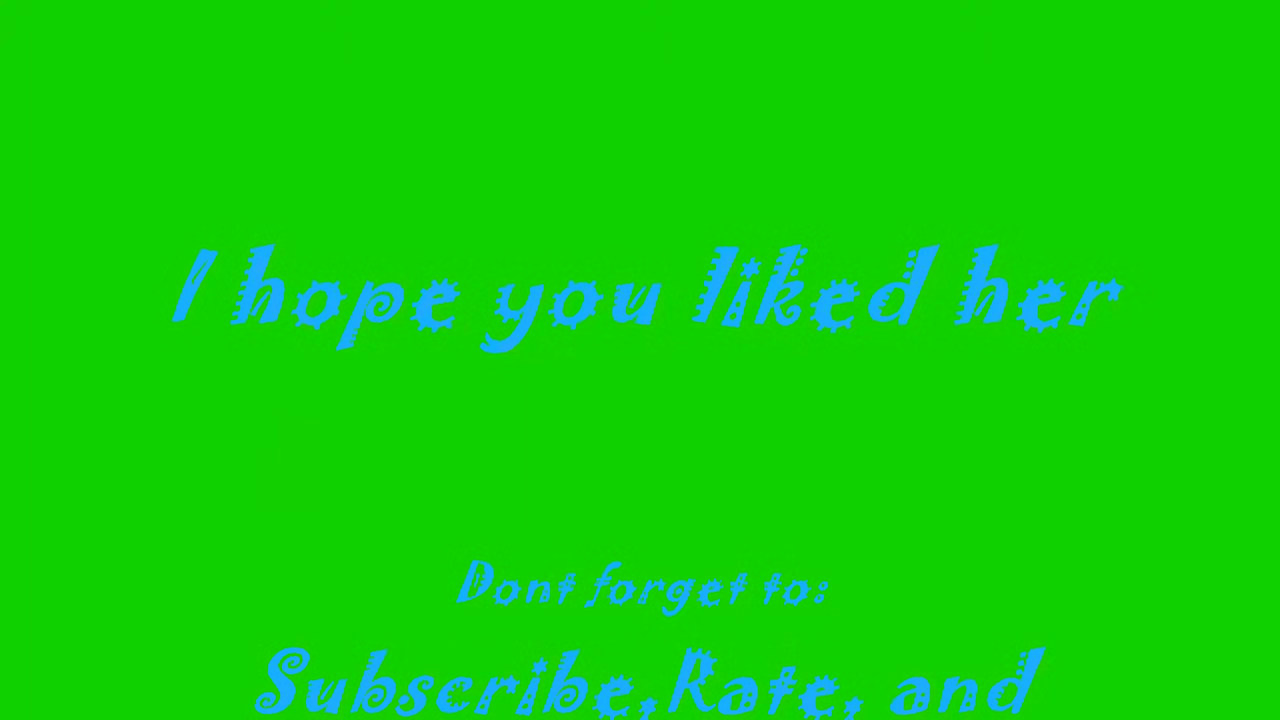 I hope you liked her
Dont forget to:
Subscribe,Rate, and